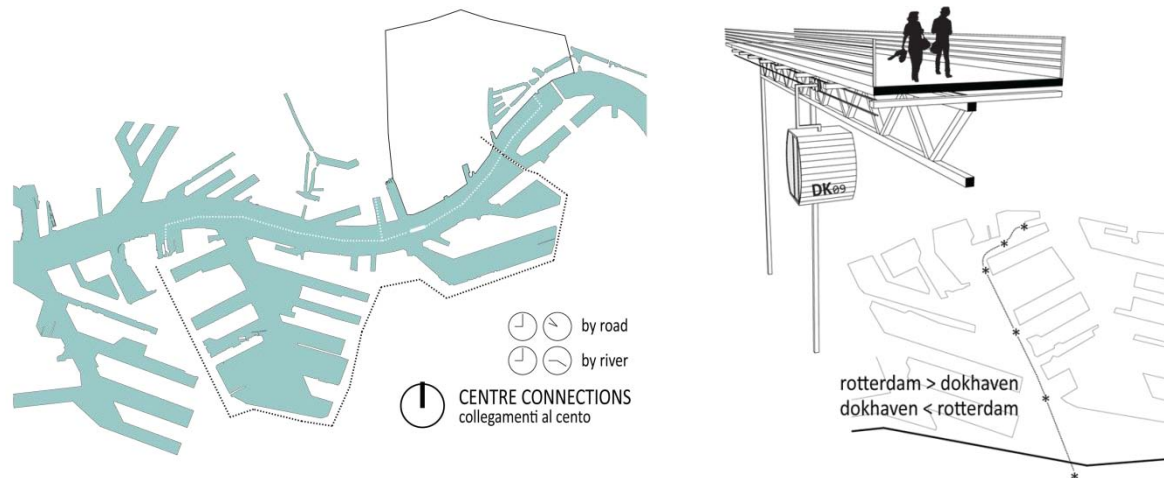 by road
by river
CENTRE CONNECTIONS
collegamenti al cento
DK09
rotterdam > dokhaven
dokhaven < rotterdam